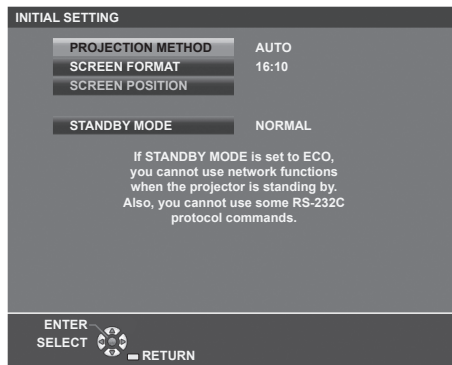 INITIAL SETTING
PROJECTION METHOD AUTO
SCREEN FORMAT 16:10
SCREEN POSITION
STANDBY MODE NORMAL
If STANDBY MODE is set to ECO,
you cannot use network functions
when the projector is standing by.
Also, you cannot use some RS-232C
protocol commands.
ENTER
SELECT
RETURN